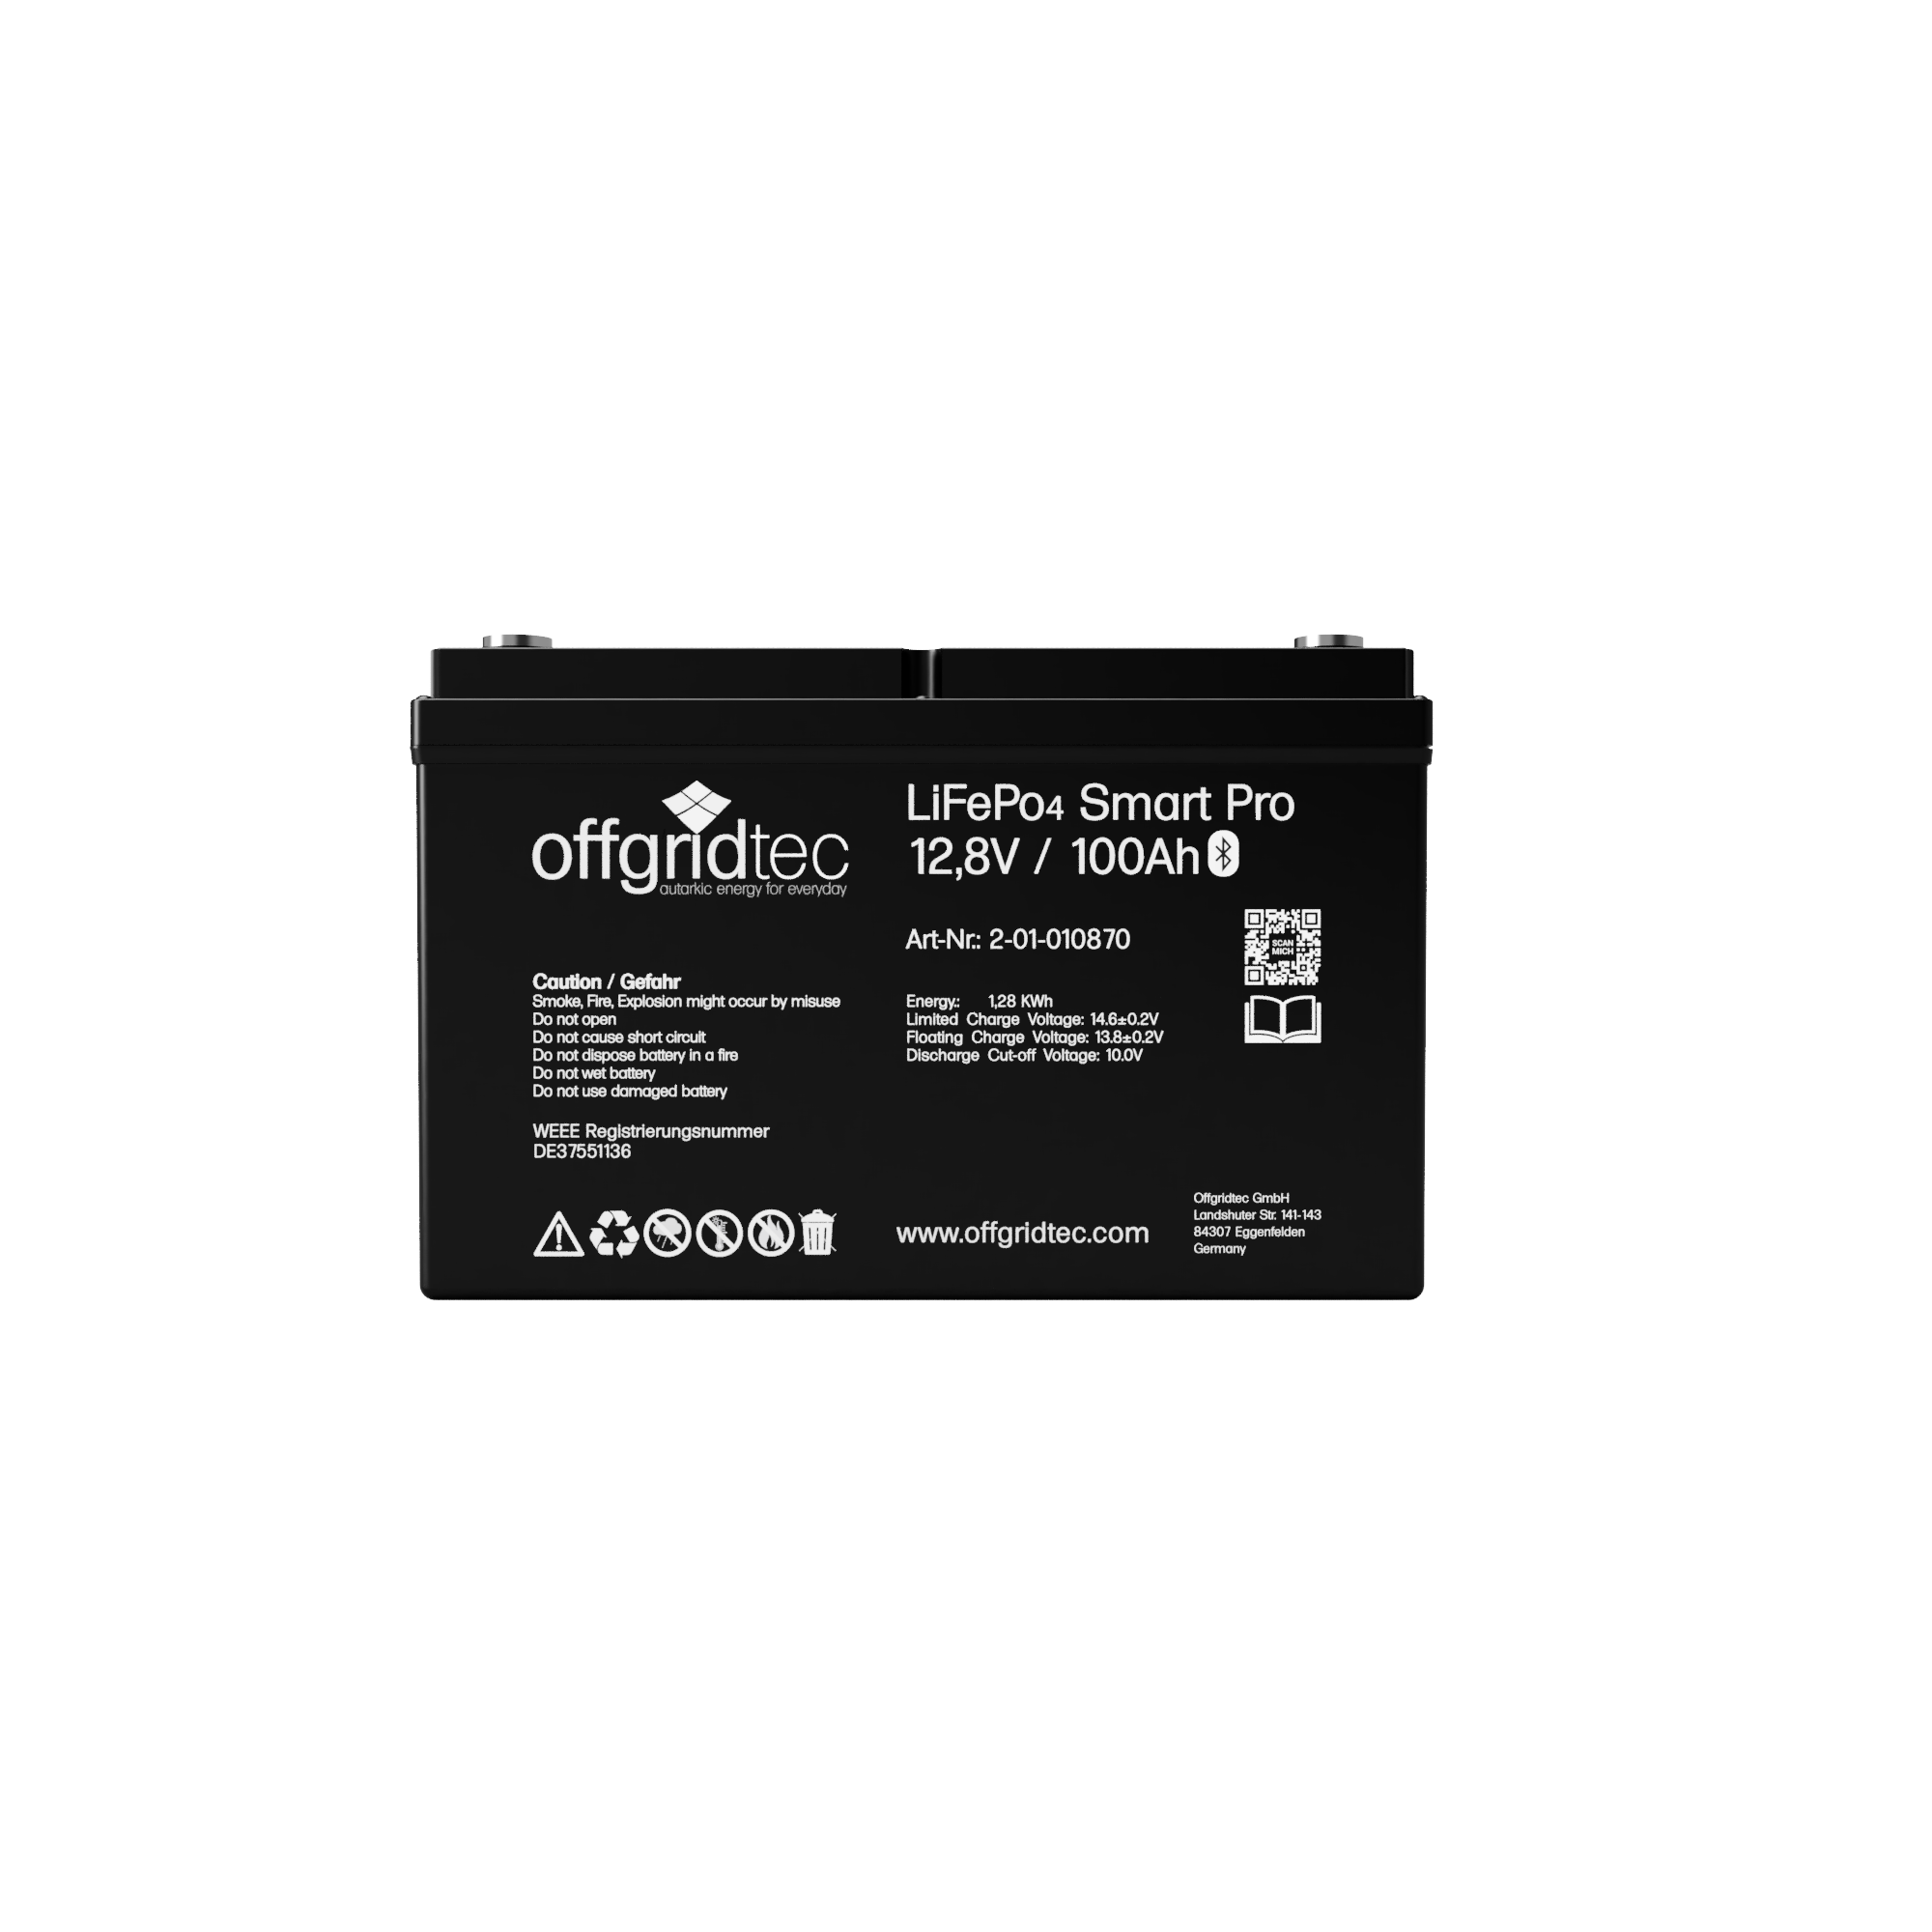 offgridtec
autarkic energy for everyday
LiFePo4 Smart Pro
12,8V / 100Ah
Art-Nr.: 2-01-010870
SCAN
MICH
Caution / Gefahr
Smoke, Fire, Explosion might occur by misuse
Do not open
Do not cause short circuit
Do not dispose battery in a fire
Do not wet battery
Do not use damaged battery
Energy.: 1,28 KWh
Limited Charge Voltage: 14.6±0.2V
Floating Charge Voltage: 13.8±0.2V
Discharge Cut-off Voltage: 10.0V
WEEE Registrierungsnummer
DE37551136
www.offgridtec.com
Offgridtec GmbH
Landshuter Str. 141-143
84307 Eggenfelden
Germany